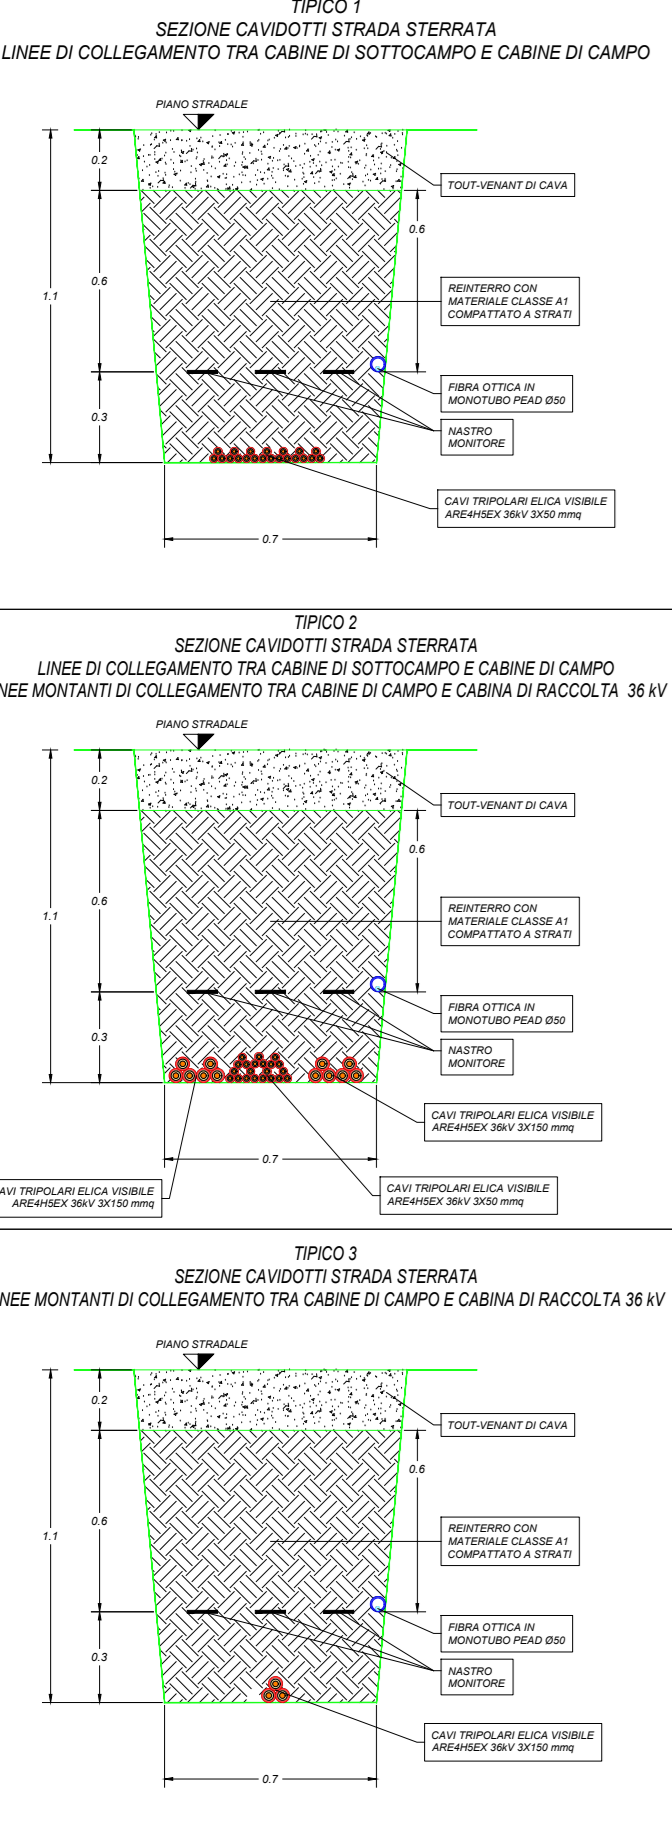 TIPICO 1
SEZIONE CAVIDOTTI STRADA STERRATA
LINEE DI COLLEGAMENTO TRA CABINE DI SOTTOCAMPO E CABINE DI CAMPO
PIANO STRADALE
0.2
TOUT-VENANT DI CAVA
0.6
0.6
1.1
REINTERRO CON
MATERIALE CLASSE A1
COMPATTATO A STRATI
FIBRA OTTICA IN
MONOTUBO PEAD Ø50
0.3
NASTRO
MONITORE
CAVI TRIPOLARI ELICA VISIBILE
ARE4H5EX 36kV 3X50 mmq
0.7
TIPICO 2
SEZIONE CAVIDOTTI STRADA STERRATA
LINEE DI COLLEGAMENTO TRA CABINE DI SOTTOCAMPO E CABINE DI CAMPO
NEE MONTANTI DI COLLEGAMENTO TRA CABINE DI CAMPO E CABINA DI RACCOLTA 36 kV
PIANO STRADALE
0.2
TOUT-VENANT DI CAVA
0.6
0.6
1.1
REINTERRO CON
MATERIALE CLASSE A1
COMPATTATO A STRATI
FIBRA OTTICA IN
MONOTUBO PEAD Ø50
0.3
NASTRO
MONITORE
CAVI TRIPOLARI ELICA VISIBILE
ARE4H5EX 36kV 3X150 mmq
0.7
AVI TRIPOLARI ELICA VISIBILE
ARE4H5EX 36kV 3X150 mmq
CAVI TRIPOLARI ELICA VISIBILE
ARE4H5EX 36kV 3X50 mmq
TIPICO 3
SEZIONE CAVIDOTTI STRADA STERRATA
NEE MONTANTI DI COLLEGAMENTO TRA CABINE DI CAMPO E CABINA DI RACCOLTA 36 kV
PIANO STRADALE
0.2
TOUT-VENANT DI CAVA
0.6
0.6
1.1
REINTERRO CON
MATERIALE CLASSE A1
COMPATTATO A STRATI
FIBRA OTTICA IN
MONOTUBO PEAD Ø50
0.3
NASTRO
MONITORE
CAVI TRIPOLARI ELICA VISIBILE
ARE4H5EX 36kV 3X150 mmq
0.7